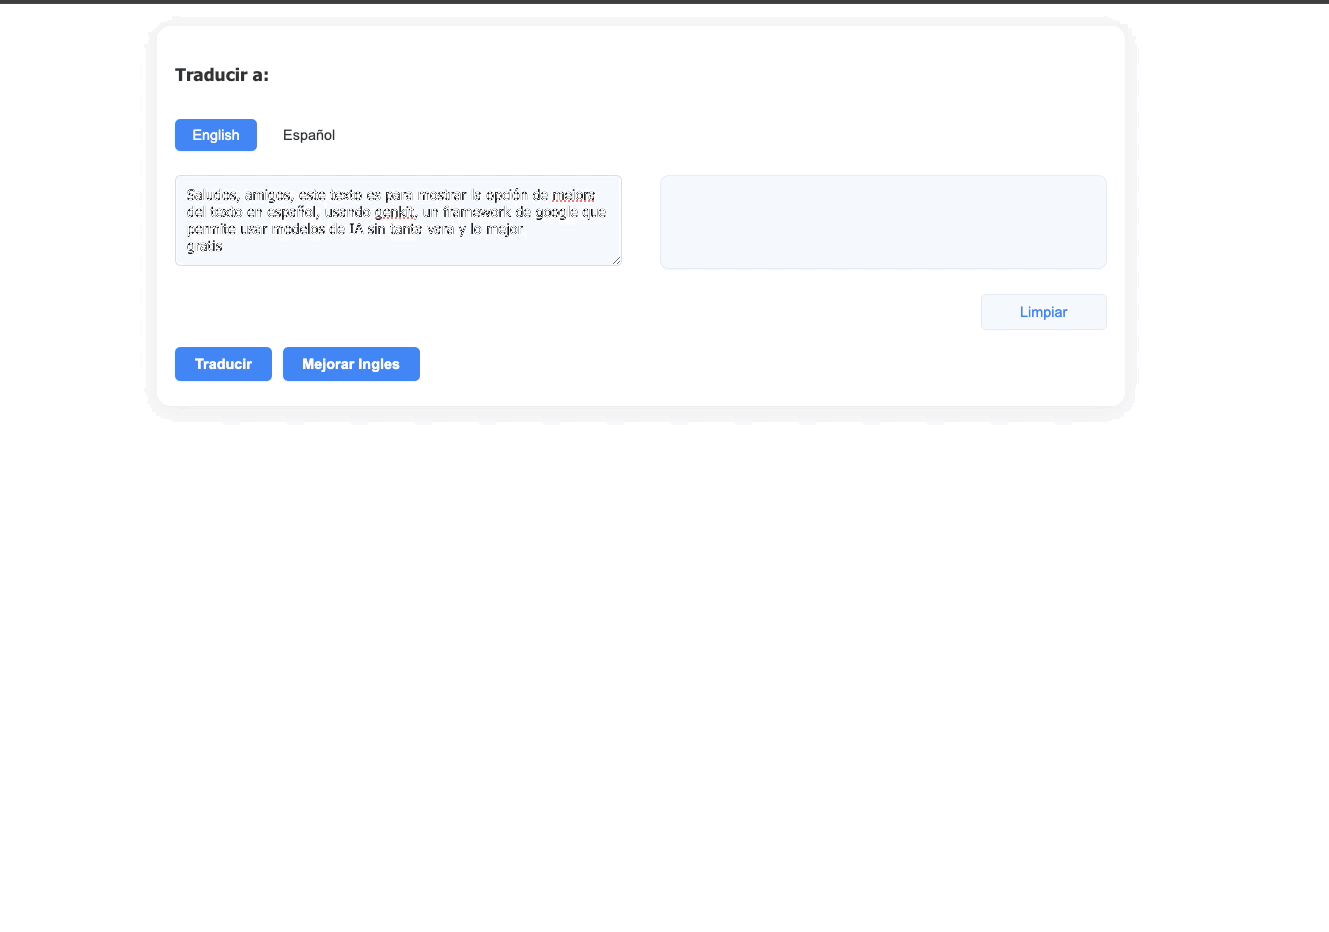 Traducir a:
English
Español
Saludos, amigos, este texto es para mostrar la opción de mejora
del texto en español, usando genkit, un framework de google que
permite usar modelos de IA sin tanta vara y lo mejor
gratis
Limpiar
Traducir
Mejorar Ingles